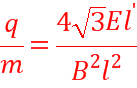 q/m = 4√3El'/B²l²